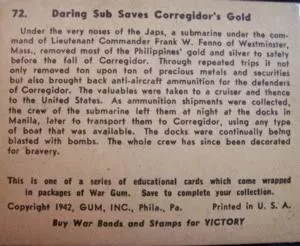 72. Daring Sub Saves Corregidor's Gold
Under the very noses of the Japs, a submarine under the com-
mand of Lieutenant Commander Frank W. Fenno of Westminster,
Mass., removed most of the Philippines' gold and silver to safety
before the fall of Corregidor. Through repeated trips it not
only removed ton upon ton of precious metals and securities
but also brought back anti-aircraft ammunition for the defenders
of Corregidor. The valuables were taken to a cruiser and thence
to the United States. As ammunition shipments were collected,
the crew of the submarine left them at night at the docks in
Manila, later to transport them to Corregidor, using any type
of boat that was available. The docks were continually being
blasted with bombs. The whole crew has since been decorated
for bravery.
This is one of a series of educational cards which come wrapped
in packages of War Gum. Save to complete your collection.
Copyright 1942, GUM, INC., Phila., Pa. Printed in U. S. A.
Buy War Bonds and Stamps for VICTORY